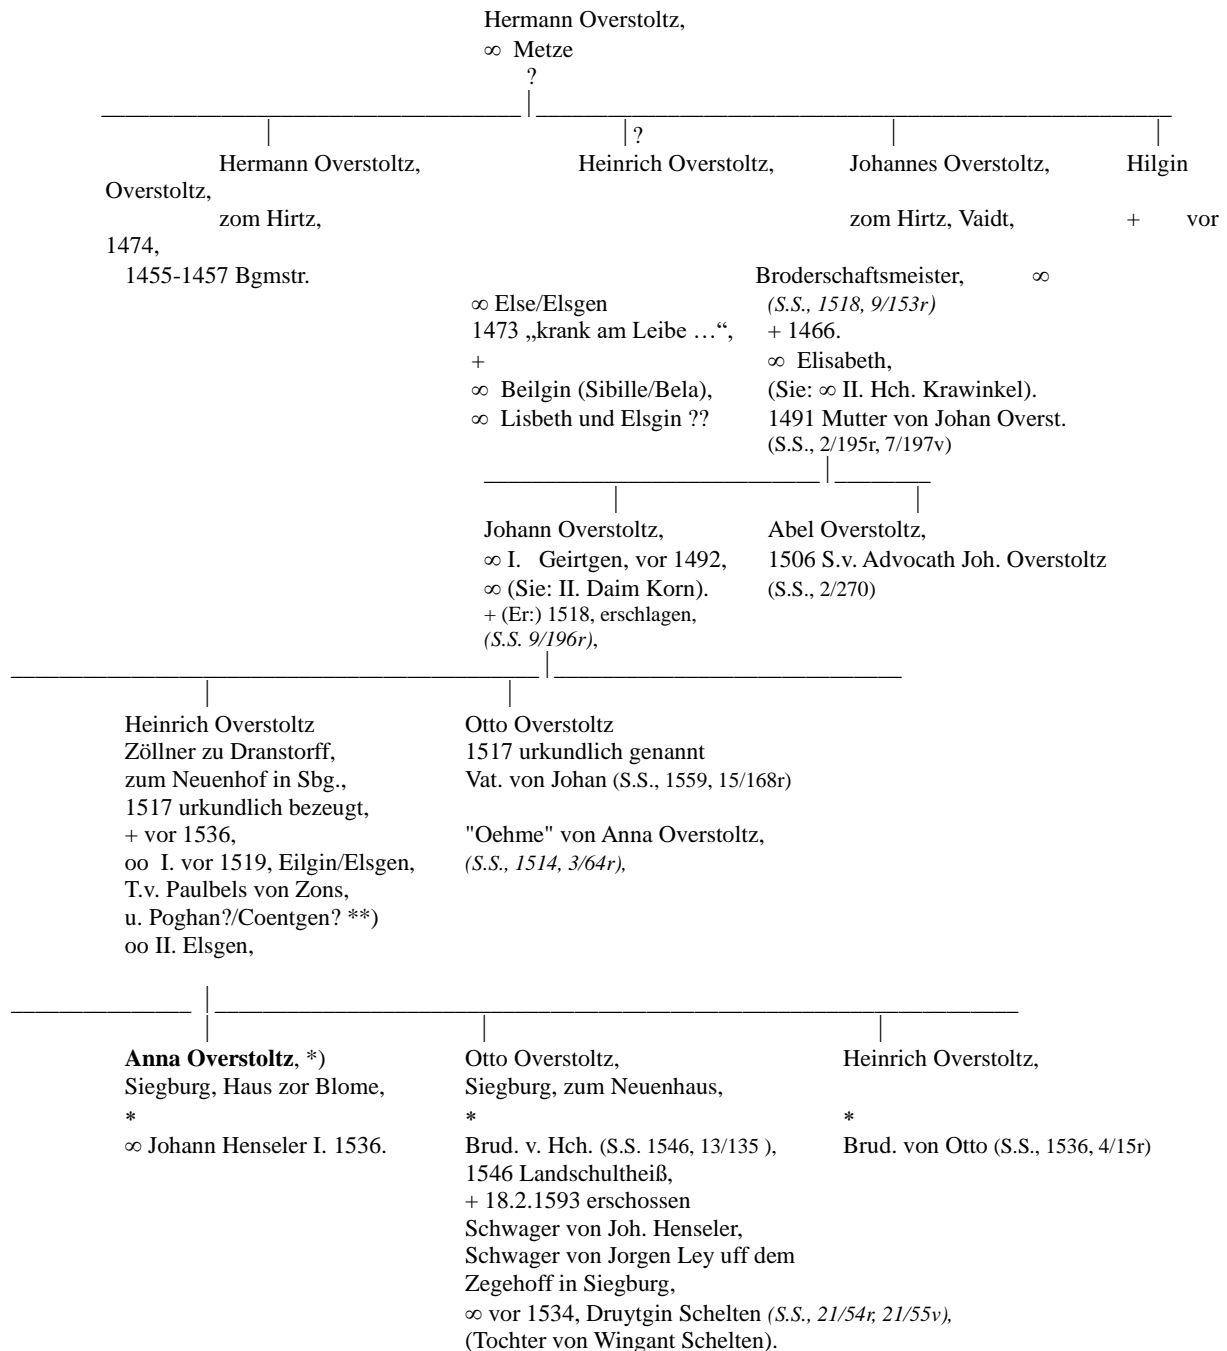 Hermann Overstoltz,
∞ Metze
?
?
Hermann Overstoltz, Heinrich Overstoltz, Johannes Overstoltz, Hilgin
Overstoltz,
zom Hirtz, zom Hirtz, Vaidt, + vor
1474,
1455-1457 Bgmstr. Broderschaftsmeister, ∞
∞ Else/Elsgen (S.S., 1518, 9/153r)
1473 „krank am Leibe …“, + 1466.
+ ∞ Elisabeth,
∞ Beilgin (Sibille/Bela), (Sie: ∞ II. Hch. Krawinkel).
∞ Lisbeth und Elsgin ?? 1491 Mutter von Johan Overst.
(S.S., 2/195r, 7/197v)
Johann Overstoltz, Abel Overstoltz,
∞ I. Geirtgen, vor 1492, 1506 S.v. Advocath Joh. Overstoltz
∞ (Sie: II. Daim Korn). (S.S., 2/270)
+ (Er:) 1518, erschlagen,
(S.S. 9/196r),
Heinrich Overstoltz Otto Overstoltz
Zöllner zu Dranstorff, 1517 urkundlich genannt
zum Neuenhof in Sbg., Vat. von Johan (S.S., 1559, 15/168r)
1517 urkundlich bezeugt,
+ vor 1536, "Oehme" von Anna Overstoltz,
oo I. vor 1519, Eilgin/Elsgen, (S.S., 1514, 3/64r),
T.v. Paulbels von Zons,
u. Poghan?/Coentgen? **)
oo II. Elsgen,
Anna Overstoltz, *) Otto Overstoltz, Heinrich Overstoltz,
Siegburg, Haus zor Blome, Siegburg, zum Neuenhaus,
* * *
∞ Johann Henseler I. 1536. Brud. v. Hch. (S.S. 1546, 13/135 ), Brud. von Otto (S.S., 1536, 4/15r)
1546 Landschultheiß,
+ 18.2.1593 erschossen
Schwager von Joh. Henseler,
Schwager von Jorgen Ley uff dem
Zegehoff in Siegburg,
∞ vor 1534, Druytgin Schelten (S.S., 21/54r, 21/55v),
(Tochter von Wingant Schelten).